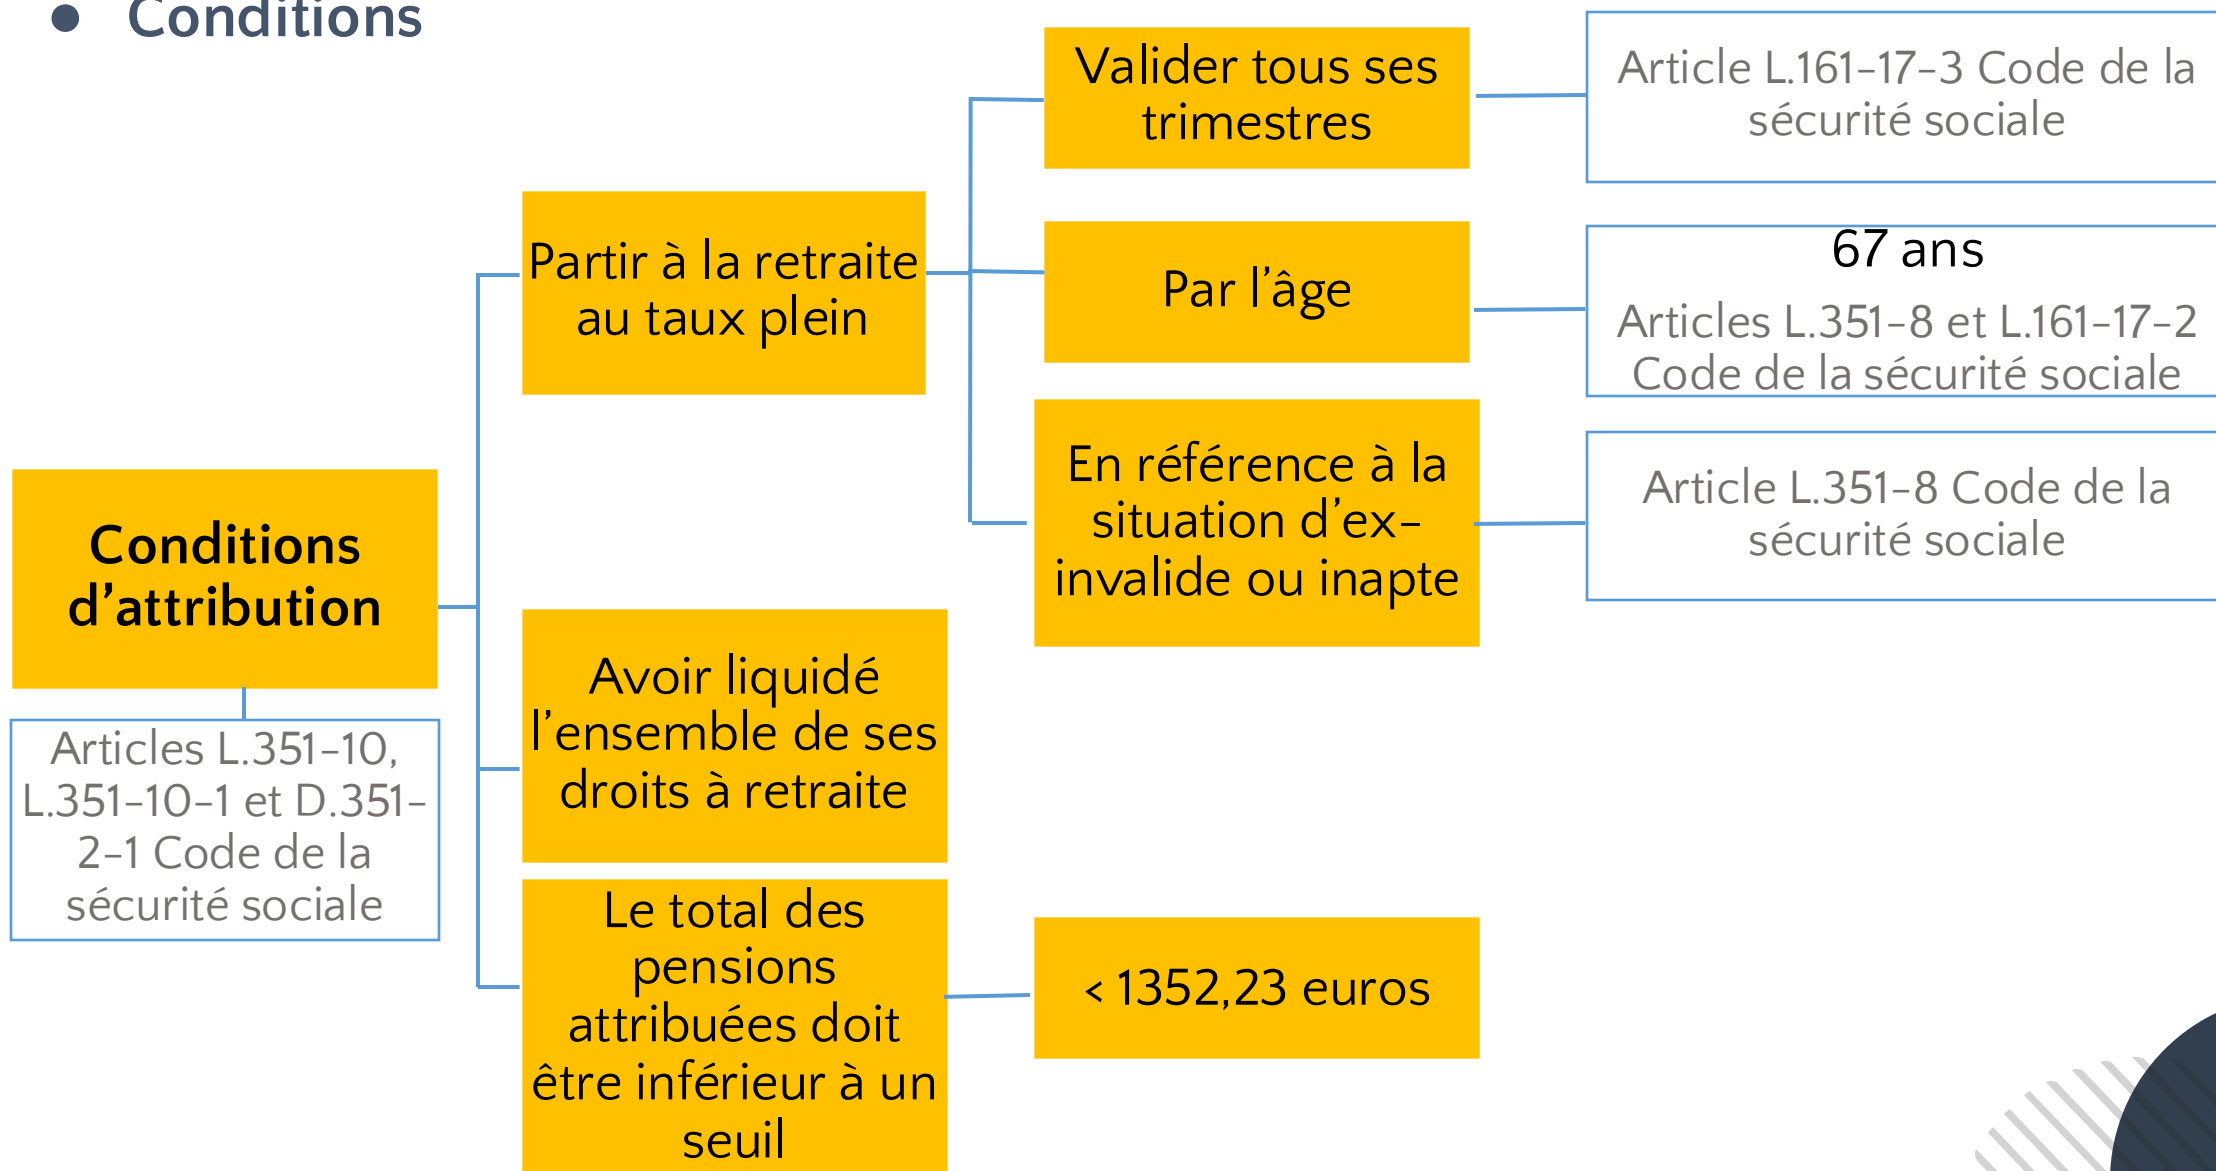 ● Conditions
Valider tous ses
trimestres
Article L.161-17-3 Code de la
sécurité sociale
Partir à la retraite
au taux plein
Par l'âge
67 ans
Articles L.351-8 et L.161-17-2
Code de la sécurité sociale
En référence à la
situation d'ex-
invalide ou inapte
Article L.351-8 Code de la
sécurité sociale
Conditions
d'attribution
Articles L.351-10,
L.351-10-1 et D.351-
2-1 Code de la
sécurité sociale
Avoir liquidé
l'ensemble de ses
droits à retraite
Le total des
pensions
attribuées doit
être inférieur à un
seuil
< 1352,23 euros